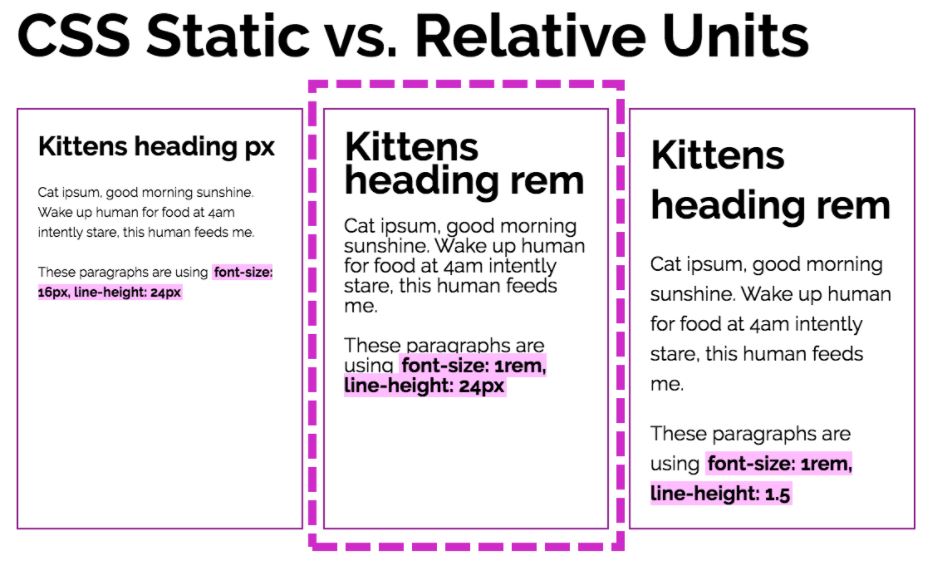 CSS Static vs. Relative Units
Kittens heading px
Cat ipsum, good morning sunshine.
Wake up human for food at 4am
intently stare, this human feeds me.
These paragraphs are using font-size:
16px, line-height: 24px
Kittens
heading rem
Cat ipsum, good morning
sunshine. Wake up human
for food at 4am intently
stare, this human feeds
me.
These paragraphs are
using font-size: 1rem,
line-height: 24px
Kittens
heading rem
Cat ipsum, good morning
sunshine. Wake up human
for food at 4am intently
stare, this human feeds
me.
These paragraphs are
using font-size: 1rem,
line-height: 1.5